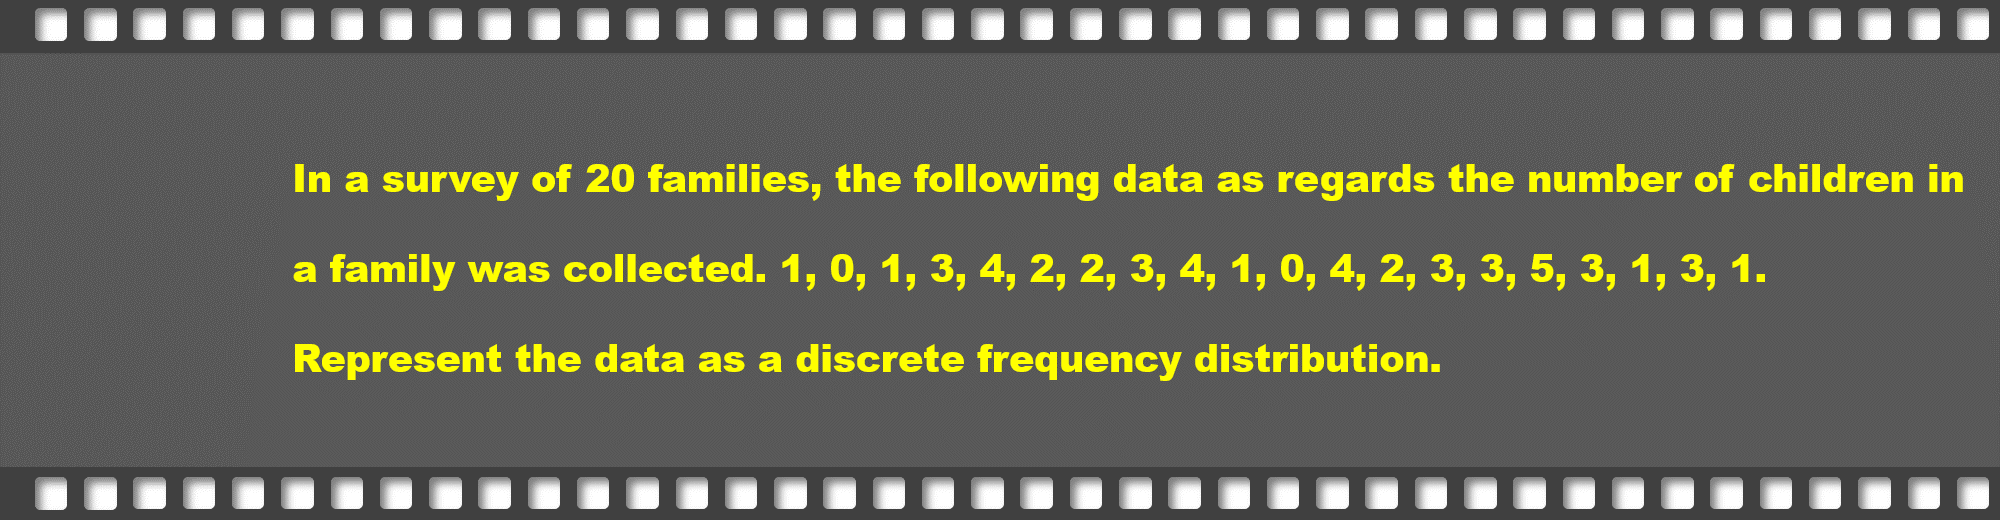 In a survey of 20 families, the following data as regards the number of children in
a family was collected. 1, 0, 1, 3, 4, 2, 2, 3, 4, 1, 0, 4, 2, 3, 3, 5, 3, 1, 3, 1.
Represent the data as a discrete frequency distribution.